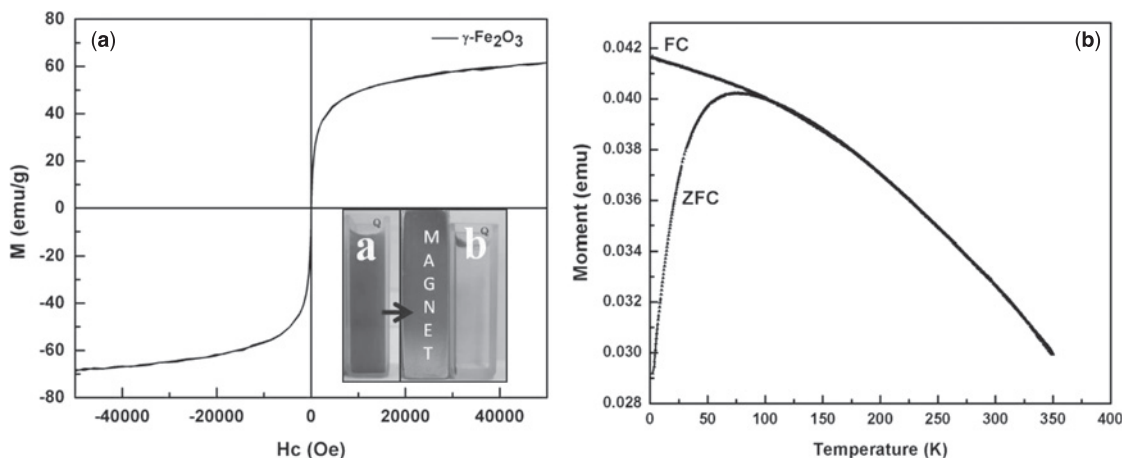 (a)
γ-Fe2O3
80
60
40
20
0
-20
-40
-60
-80
M (emu/g)
-40000 -20000 0 20000 40000
Hc (Oe)
a
Q
MAGNET
Q
b
(b)
FC
ZFC
0.042
0.040
0.038
0.036
0.034
0.032
0.030
0.028
Moment (emu)
0 50 100 150 200 250 300 350 400
Temperature (K)